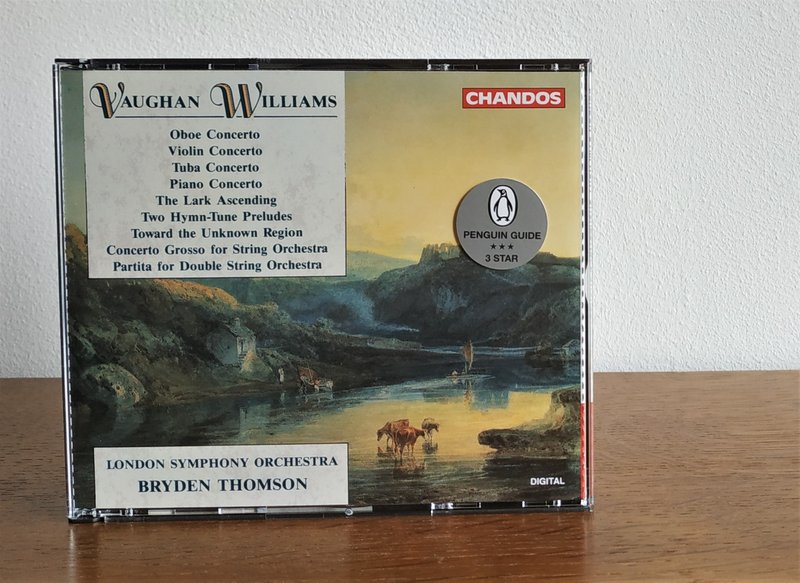 VAUGHAN WILLIAMS
Oboe Concerto
Violin Concerto
Tuba Concerto
Piano Concerto
The Lark Ascending
Two Hymn-Tune Preludes
Toward the Unknown Region
Concerto Grosso for String Orchestra
Partita for Double String Orchestra
CHANDOS
PENGUIN GUIDE
★★★
3 STAR
LONDON SYMPHONY ORCHESTRA
BRYDEN THOMSON
DIGITAL